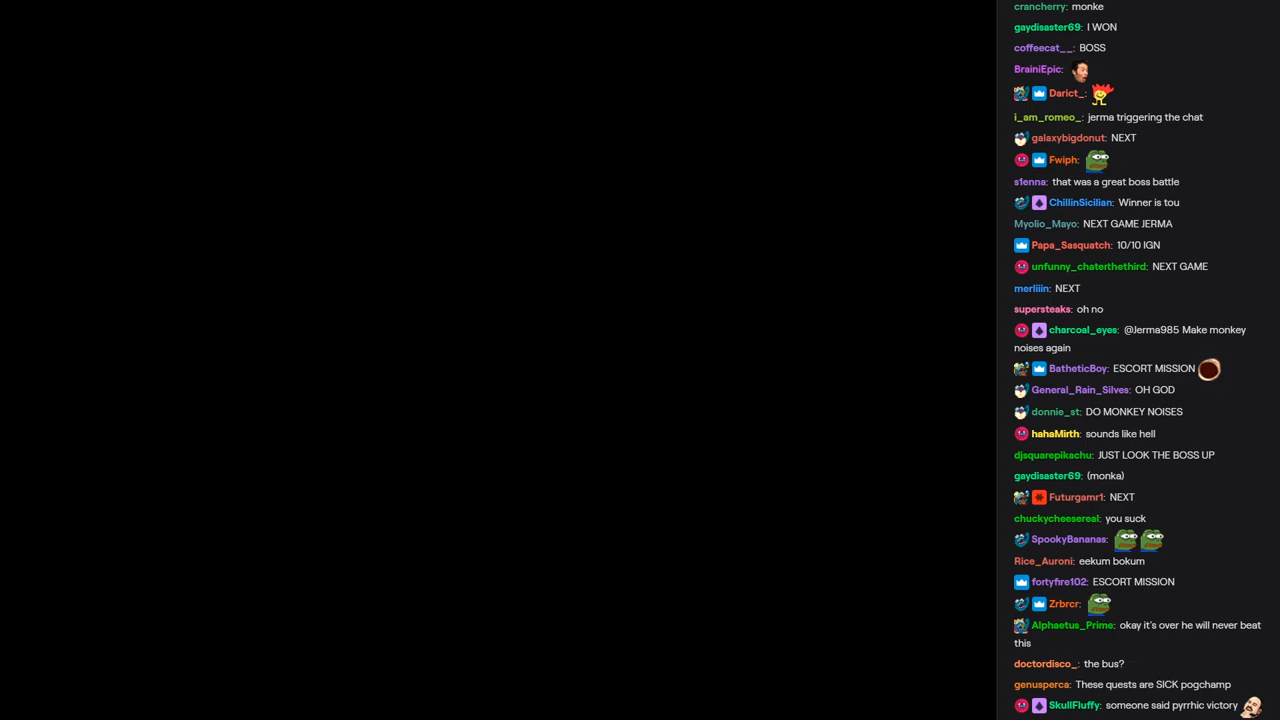 crancherry: monke
gaydisaster69: I WON
coffeecat__: BOSS
BrainiEpic:
Darict_:
i_am_romeo_: jerma triggering the chat
galaxybigdonut: NEXT
Fwiph:
s1enna: that was a great boss battle
ChillinSicilian: Winner is tou
Myolio_Mayo: NEXT GAME JERMA
Papa_Sasquatch: 10/10 IGN
unfunny_chaterthethird: NEXT GAME
merliiin: NEXT
supersteaks: oh no
charcoal_eyes: @Jerma985 Make monkey
noises again
BatheticBoy: ESCORT MISSION
General_Rain_Silves: OH GOD
donnie_st: DO MONKEY NOISES
hahaMirth: sounds like hell
djsquarepikachu: JUST LOOK THE BOSS UP
gaydisaster69: (monka)
Futurgamr1: NEXT
chuckycheesereal: you suck
SpookyBananas:
Rice_Auroni: eekum bokum
fortyfire102: ESCORT MISSION
Zrbrcr:
Alphaetus_Prime: okay it's over he will never beat
this
doctordisco_: the bus?
genusperca: These quests are SICK pogchamp
SkullFluffy: someone said pyrrhic victory